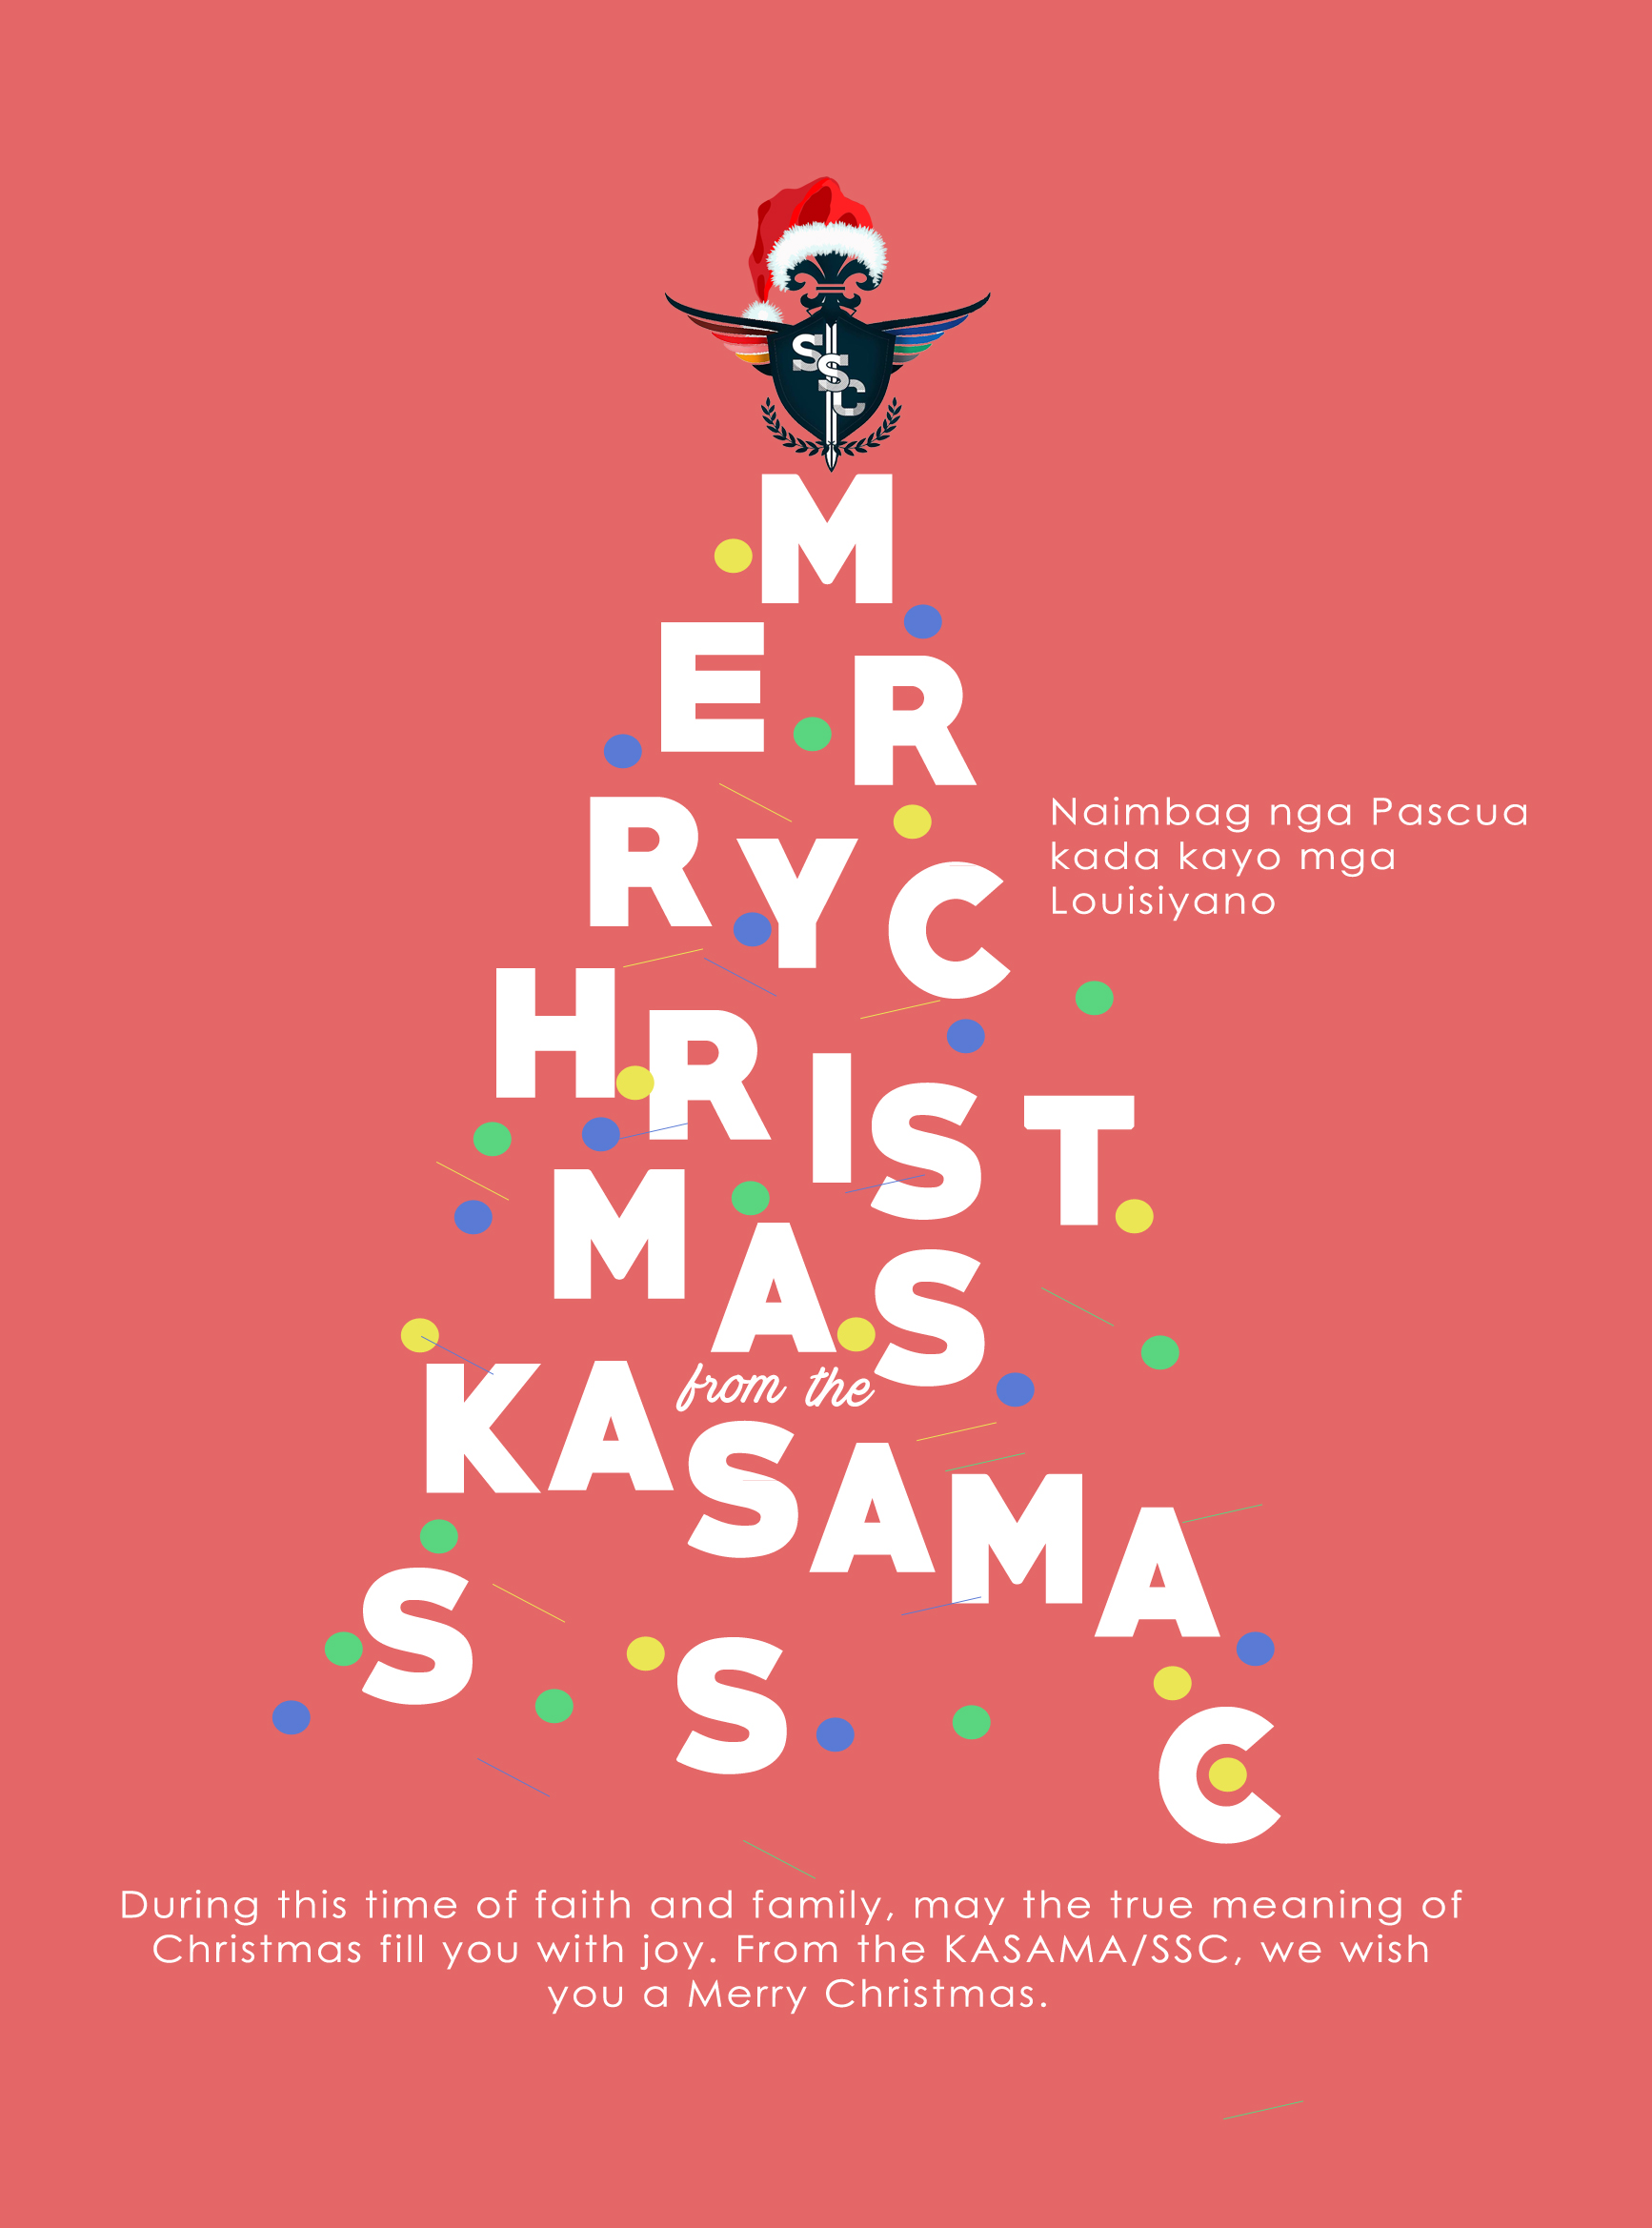 SSC
M
E R
R Y C
H R I S T
M A S
from the
K A S A M A
S S C
Naimbag nga Pascua
kada kayo mga
Louisiyano
During this time of faith and family, may the true meaning of
Christmas fill you with joy. From the KASAMA/SSC, we wish
you a Merry Christmas.